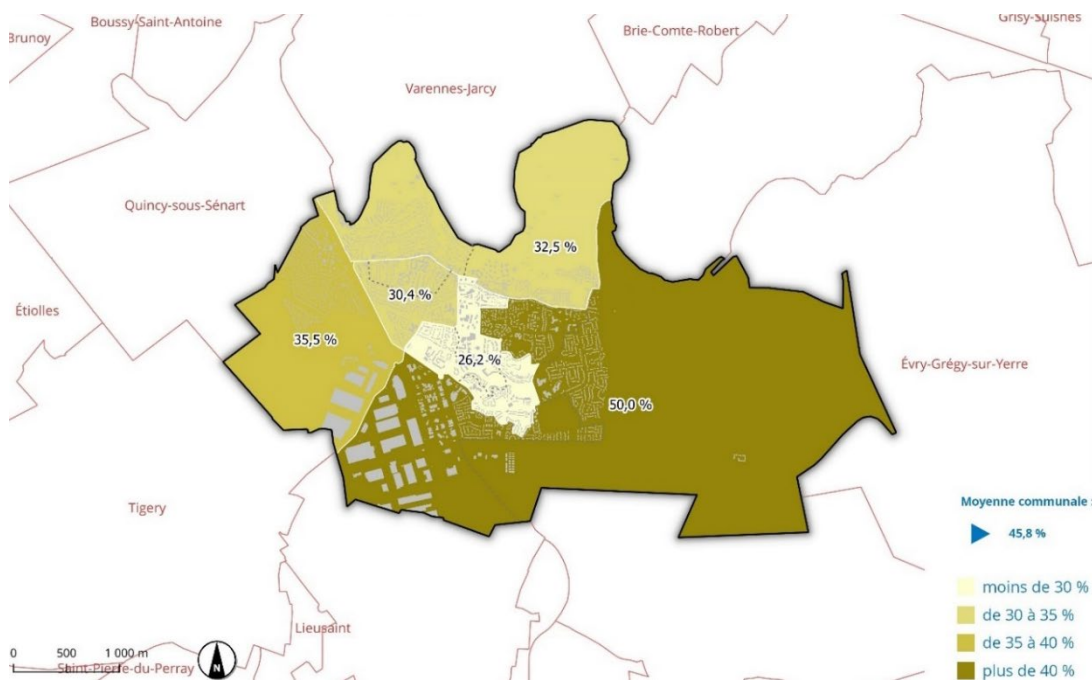 Boussy-Saint-Antoine
Grisy-Suisnes
Brunoy
Brie-Comte-Robert
Varennes-Jarcy
Quincy-sous-Sénart
32,5 %
30,4 %
Étiolles
35,5 %
26,2 %
Évry-Grégy-sur-Yerre
50,0 %
Tigery
Moyenne communale :
45,8 %
moins de 30 %
de 30 à 35 %
de 35 à 40 %
plus de 40 %
Lieusaint
0 500 1 000 m
N
Saint-Pierre-du-Perray